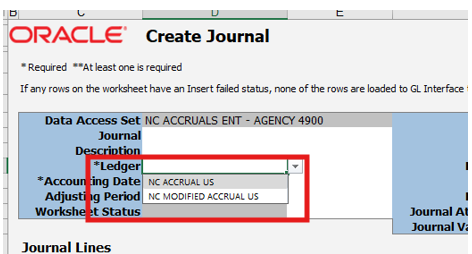 B C D E
ORACLE® Create Journal
* Required **At least one is required
If any rows on the worksheet have an Insert failed status, none of the rows are loaded to GL Interface
Data Access Set NC ACCRUALS ENT - AGENCY 4900
Journal
Description
*Ledger
*Accounting Date NC ACCRUAL US
Adjusting Period NC MODIFIED ACCRUAL US
Worksheet Status
Journal At
Journal Va
Journal Lines